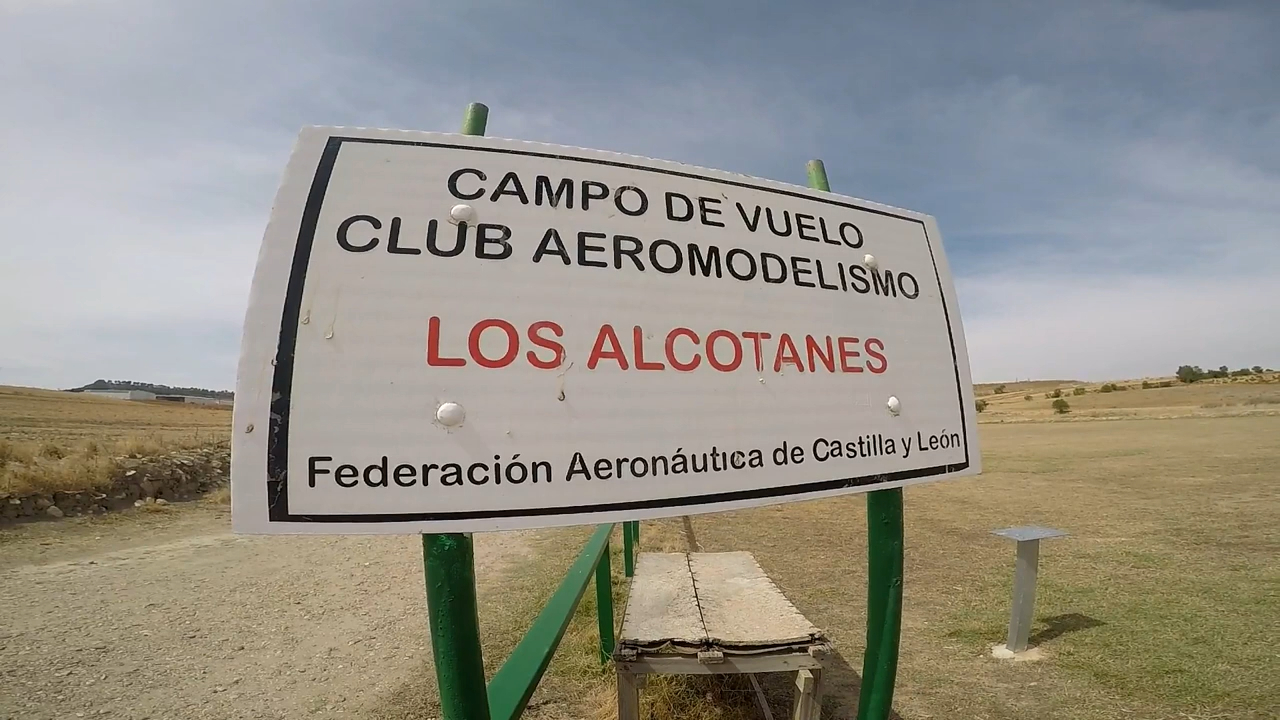 CAMPO DE VUELO
CLUB AEROMODELISMO
LOS ALCOTANES
Federación Aeronáutica de Castilla y León